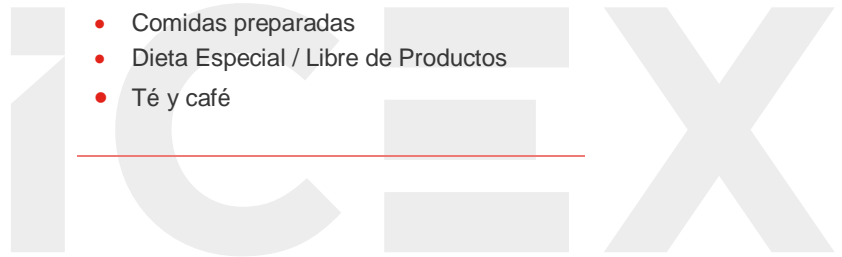 iCEX
• Comidas preparadas
• Dieta Especial / Libre de Productos
• Té y café